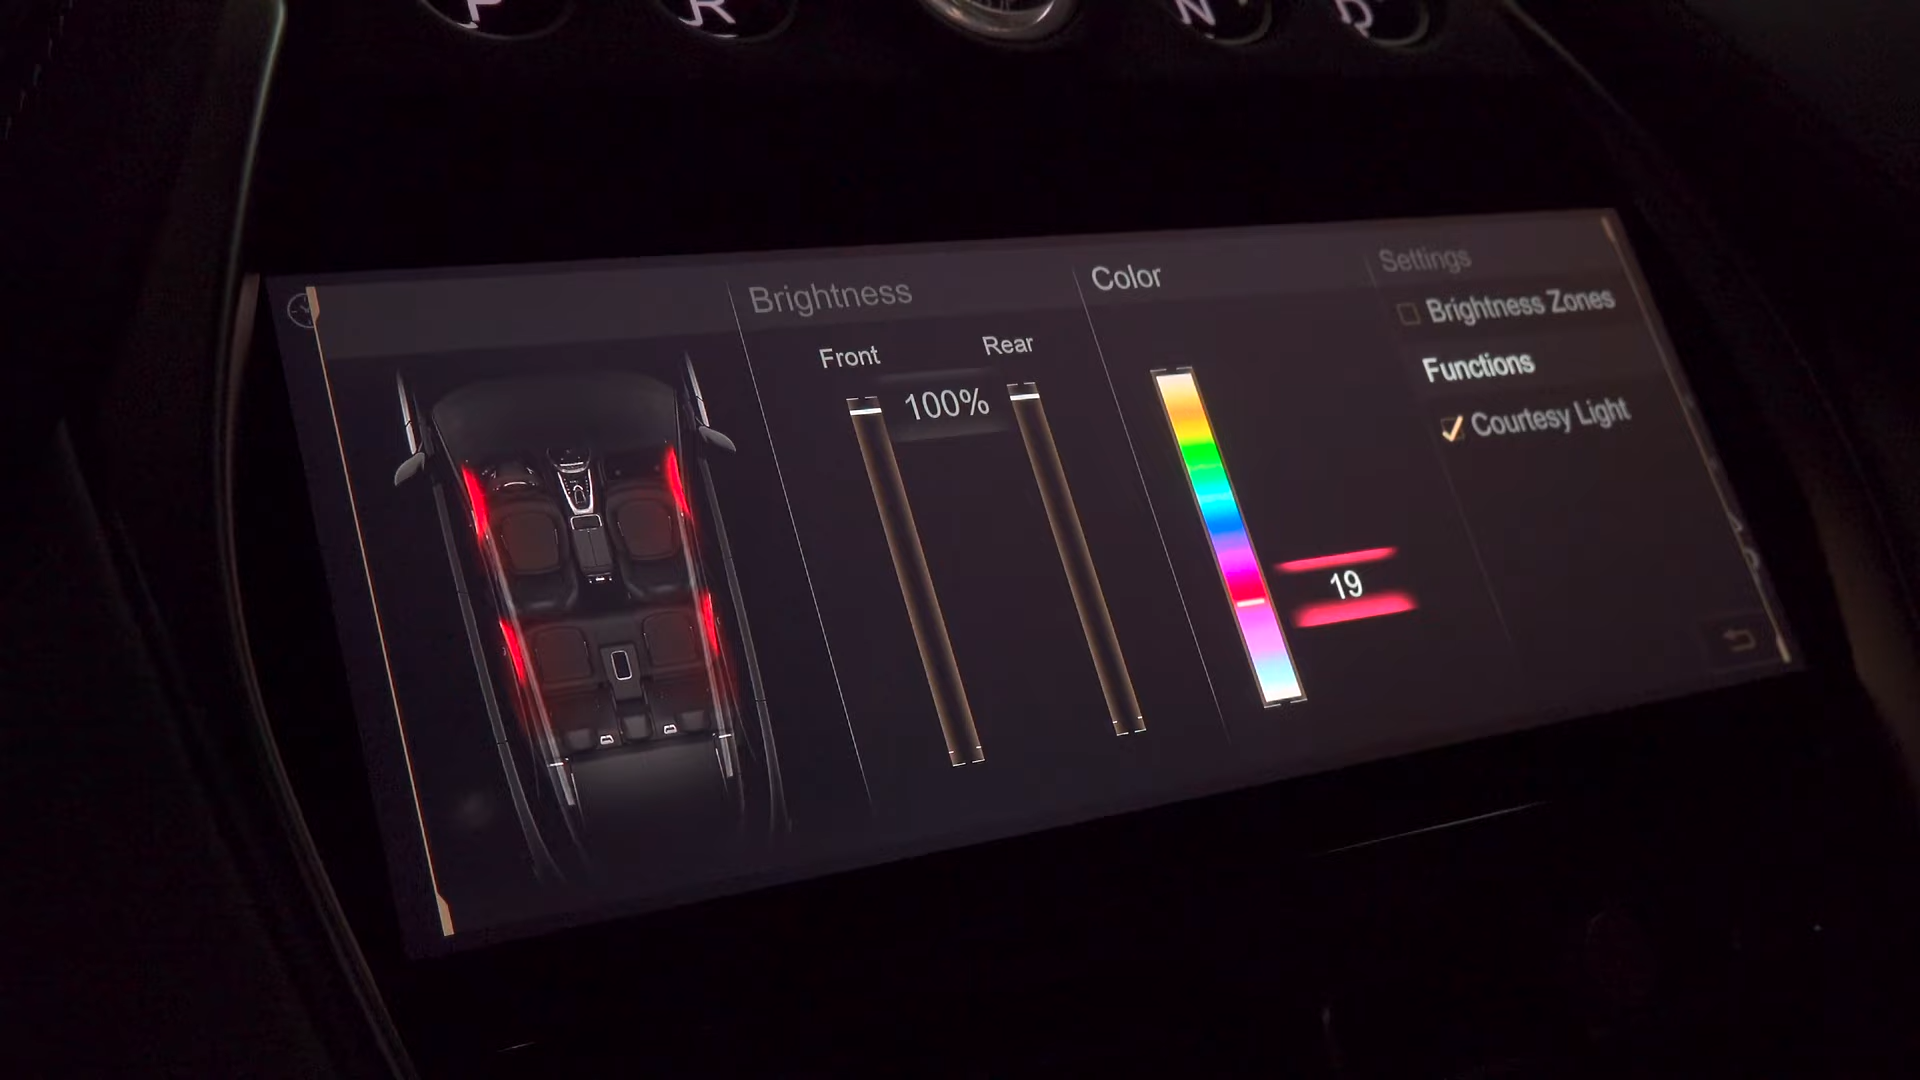 P R N D
Brightness
Color
Settings
Front
Rear
100%
Brightness Zones
Functions
Courtesy Light
19